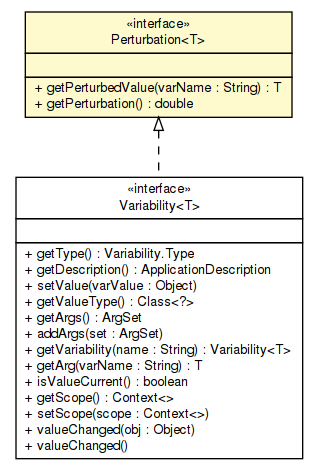 «interface»
Perturbation<T>
+ getPerturbedValue(varName : String) : T
+ getPerturbation() : double
«interface»
Variability<T>
+ getType() : Variability.Type
+ getDescription() : ApplicationDescription
+ setValue(varValue : Object)
+ getValueType() : Class<?>
+ getArgs() : ArgSet
+ addArgs(set : ArgSet)
+ getVariability(name : String) : Variability<T>
+ getArg(varName : String) : T
+ isValueCurrent() : boolean
+ getScope() : Context<>
+ setScope(scope : Context<>)
+ valueChanged(obj : Object)
+ valueChanged()